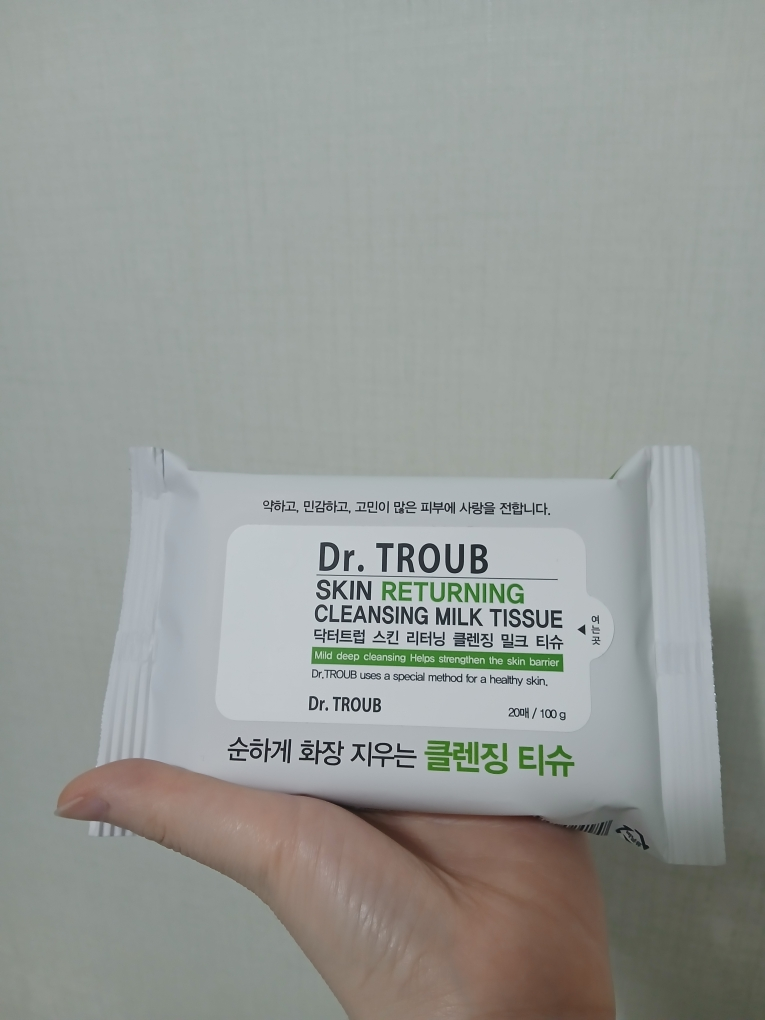 약하고, 민감하고, 고민이 많은 피부에 사랑을 전합니다.
Dr. TROUB
SKIN RETURNING
CLEANSING MILK TISSUE
닥터트럽 스킨 리터닝 클렌징 밀크 티슈
Mild deep cleansing Helps strengthen the skin barrier
Dr.TROUB uses a special method for a healthy skin.
Dr. TROUB
20매 / 100 g
◀ 여는곳
순하게 화장 지우는 클렌징 티슈